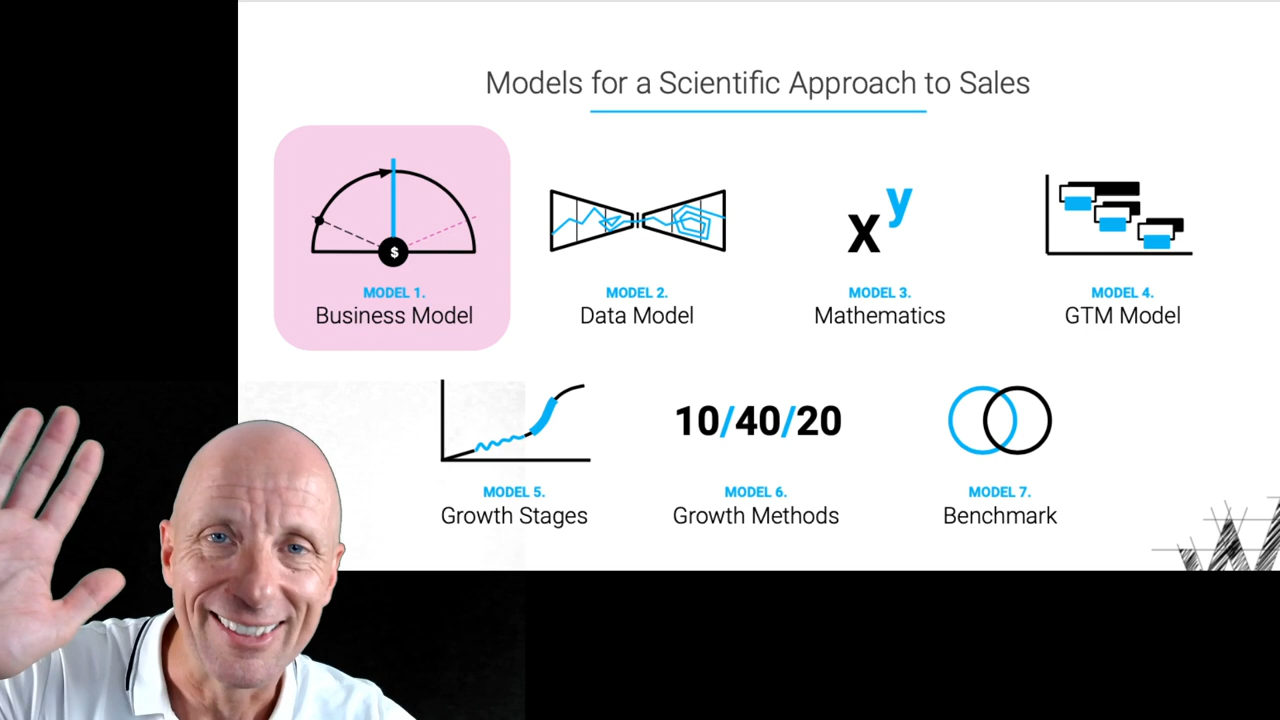 Models for a Scientific Approach to Sales
$
MODEL 1.
Business Model
MODEL 2.
Data Model
x y
MODEL 3.
Mathematics
MODEL 4.
GTM Model
MODEL 5.
Growth Stages
10/40/20
MODEL 6.
Growth Methods
MODEL 7.
Benchmark